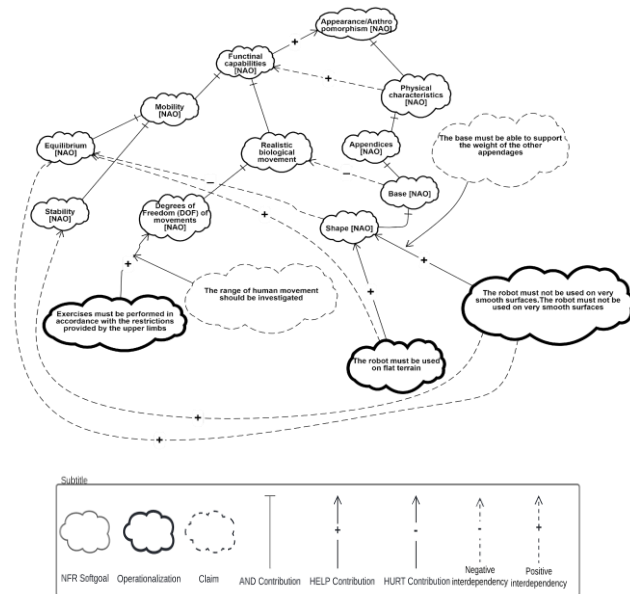 Appearance/Anthro
pomorphism [NAO]
+
Functinal
capabilities
[NAO]
+
Physical
characteristics
[NAO]
Mobility
[NAO]
The base must be able to support
the weight of the other
appendages
Equilibrium
[NAO]
Realistic
biological
movement
Appendices
[NAO]
–
–
Base [NAO]
Degrees of
Freedom (DOF) of
movements
[NAO]
+
Stability
[NAO]
Shape [NAO]
+
+
The range of human movement
should be investigated
The robot must not be used on very
smooth surfaces.The robot must not be
used on very smooth surfaces
Exercises must be performed in
accordance with the restrictions
provided by the upper limbs
+
The robot must be used
on flat terrain
+
+
Subtitle
+
-
-
+
NFR Softgoal
Operationalization
Claim
AND Contribution
HELP Contribution
HURT Contribution
Negative
interdependency
Positive
interdependency